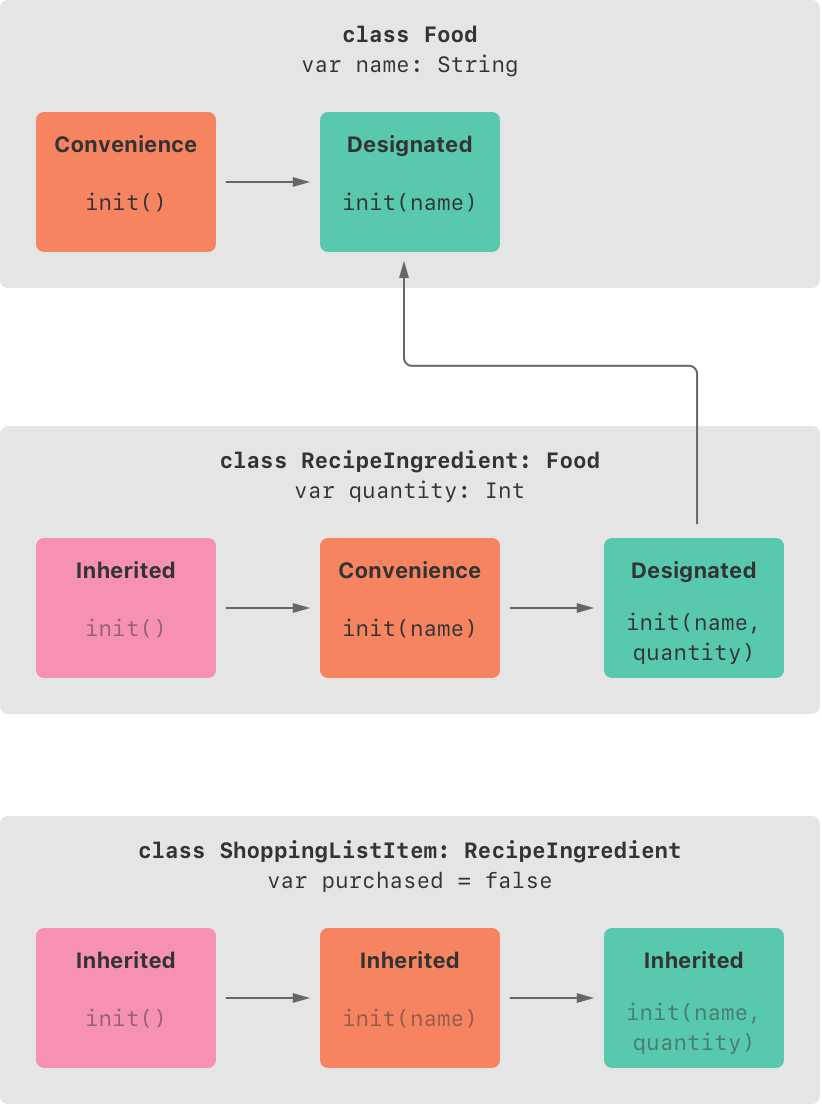 class Food
var name: String
Convenience
init()
Designated
init(name)
class RecipeIngredient: Food
var quantity: Int
Inherited
init()
Convenience
init(name)
Designated
init(name,
quantity)
class ShoppingListItem: RecipeIngredient
var purchased = false
Inherited
init()
Inherited
init(name)
Inherited
init(name,
quantity)